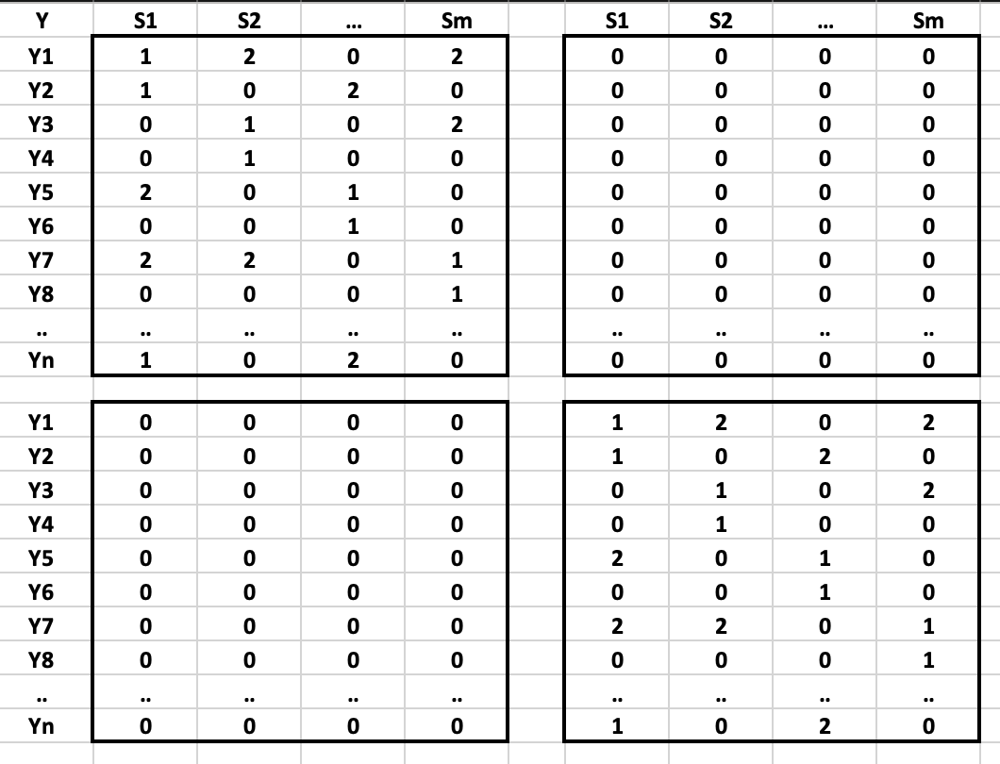 Y S1 S2 ... Sm S1 S2 ... Sm
Y1 1 2 0 2 0 0 0 0
Y2 1 0 2 0 0 0 0 0
Y3 0 1 0 2 0 0 0 0
Y4 0 1 0 0 0 0 0 0
Y5 2 0 1 0 0 0 0 0
Y6 0 0 1 0 0 0 0 0
Y7 2 2 0 1 0 0 0 0
Y8 0 0 0 1 0 0 0 0
.. .. .. .. .. .. .. .. ..
Yn 1 0 2 0 0 0 0 0
Y1 0 0 0 0 1 2 0 2
Y2 0 0 0 0 1 0 2 0
Y3 0 0 0 0 0 1 0 2
Y4 0 0 0 0 0 1 0 0
Y5 0 0 0 0 2 0 1 0
Y6 0 0 0 0 0 0 1 0
Y7 0 0 0 0 2 2 0 1
Y8 0 0 0 0 0 0 0 1
.. .. .. .. .. .. .. .. ..
Yn 0 0 0 0 1 0 2 0